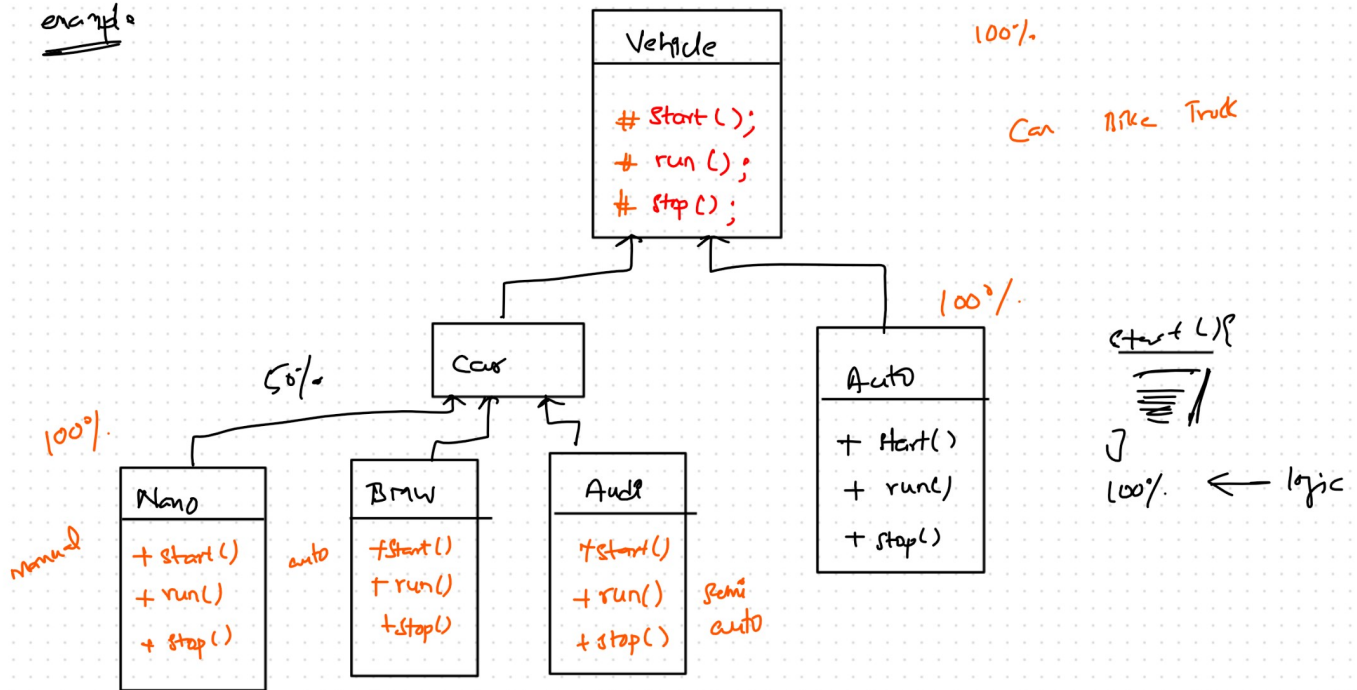 example
Vehicle
# start();
# run();
# stop();
100%.
Car Bike Truck
50%.
Car
100%.
Auto
+ start()
+ run()
+ stop()
start(){
}
100%. ← logic
100%.
manual
Nano
+ start()
+ run()
+ stop()
auto
BMW
+start()
+ run()
+stop()
Audi
+start()
+ run()
+ stop()
semi
auto